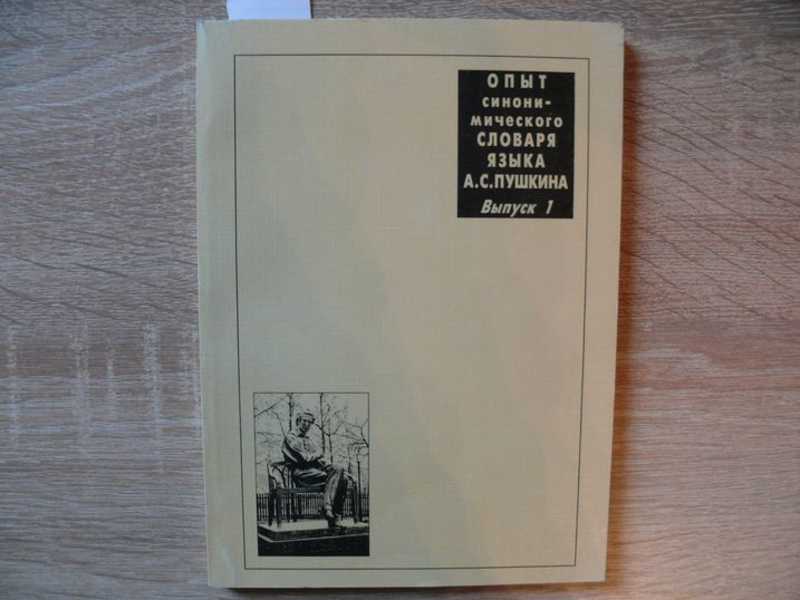 ОПЫТ
синони-
мического
СЛОВАРЯ
ЯЗЫКА
А.С.ПУШКИНА
Выпуск 1